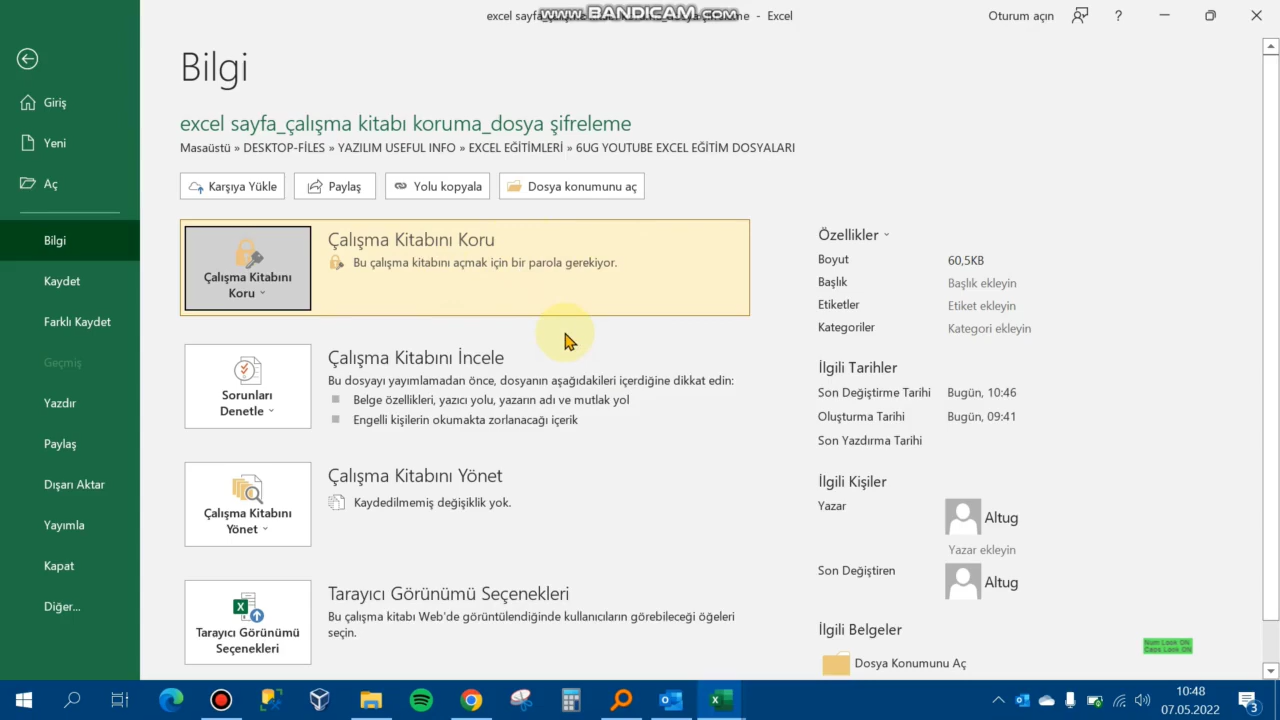 excel sayfa_
www.BANDICAM.com
- Excel
Oturum açın
?
Bilgi
Giriş
Yeni
Aç
Bilgi
Kaydet
Farklı Kaydet
Geçmiş
Yazdır
Paylaş
Dışarı Aktar
Yayımla
Kapat
Diğer...
excel sayfa_çalışma kitabı koruma_dosya şifreleme
Masaüstü » DESKTOP-FİLES » YAZILIM USEFUL INFO » EXCEL EĞİTİMLERİ » 6UG YOUTUBE EXCEL EĞİTİM DOSYALARI
Karşıya Yükle
Paylaş
Yolu kopyala
Dosya konumunu aç
Çalışma Kitabını
Koru
Çalışma Kitabını Koru
Bu çalışma kitabını açmak için bir parola gerekiyor.
Sorunları
Denetle
Çalışma Kitabını İncele
Bu dosyayı yayımlamadan önce, dosyanın aşağıdakileri içerdiğine dikkat edin:
Belge özellikleri, yazıcı yolu, yazarın adı ve mutlak yol
Engelli kişilerin okumakta zorlanacağı içerik
Çalışma Kitabını
Yönet
Çalışma Kitabını Yönet
Kaydedilmemiş değişiklik yok.
Tarayıcı Görünümü
Seçenekleri
Tarayıcı Görünümü Seçenekleri
Bu çalışma kitabı Web'de görüntülendiğinde kullanıcıların görebileceği öğeleri
seçin.
Özellikler
Boyut 60,5KB
Başlık Başlık ekleyin
Etiketler Etiket ekleyin
Kategoriler Kategori ekleyin
İlgili Tarihler
Son Değiştirme Tarihi Bugün, 10:46
Oluşturma Tarihi Bugün, 09:41
Son Yazdırma Tarihi
İlgili Kişiler
Yazar Altug
Yazar ekleyin
Son Değiştiren Altug
İlgili Belgeler
Dosya Konumunu Aç
Num Lock ON
Caps Lock ON
10:48
07.05.2022
3